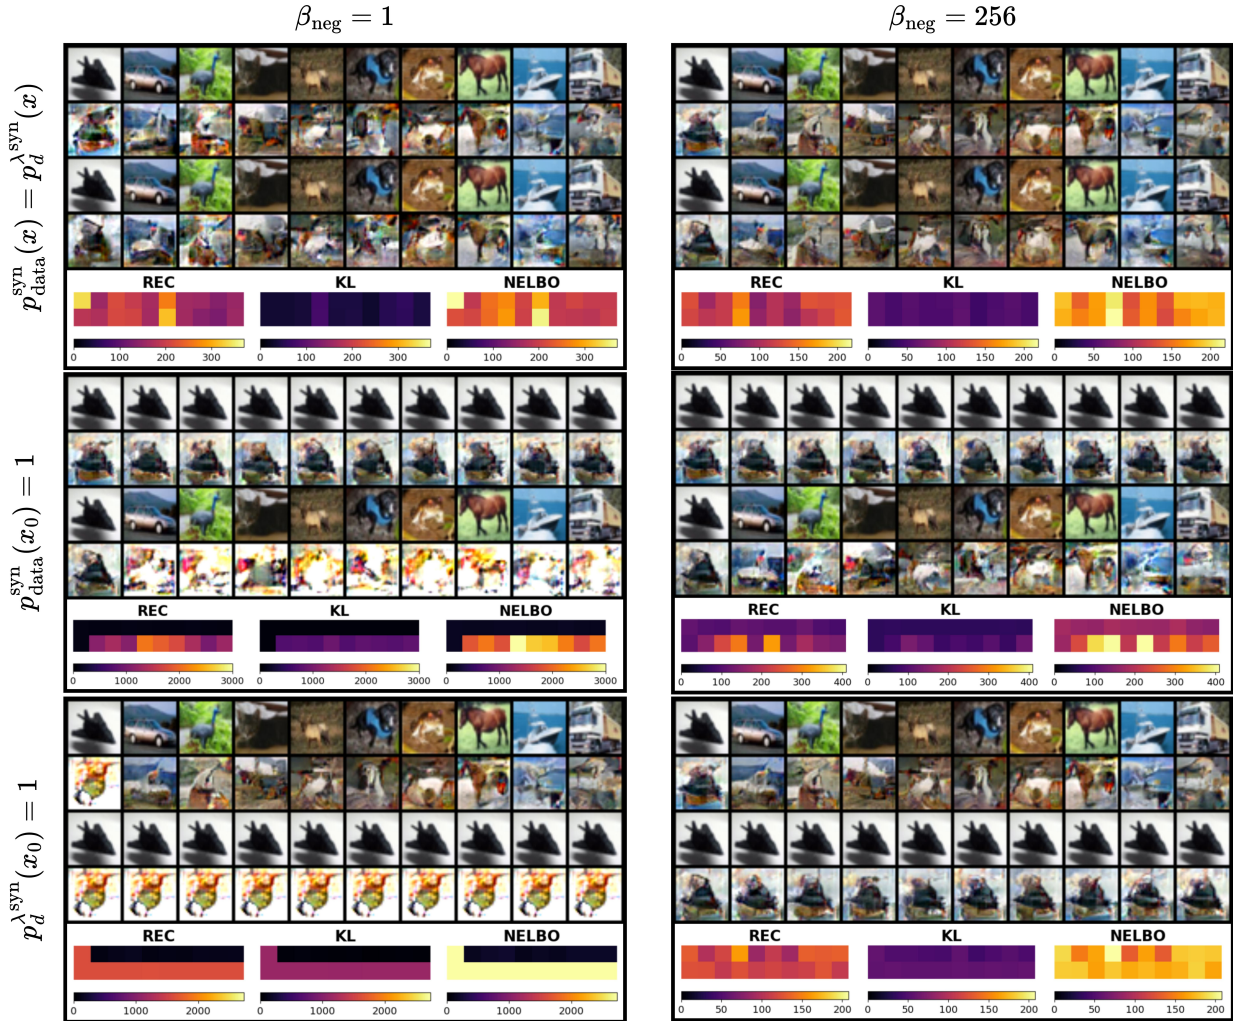 β_neg = 1
β_neg = 256
p_data^syn(x) = p_d^λ^syn(x)
REC KL NELBO
0 100 200 300 0 100 200 300 0 100 200 300
REC KL NELBO
0 50 100 150 200 0 50 100 150 200 0 50 100 150 200
p_data^syn(x_0) = 1
REC KL NELBO
0 1000 2000 3000 0 1000 2000 3000 0 1000 2000 3000
REC KL NELBO
0 100 200 300 400 0 100 200 300 400 0 100 200 300 400
p_d^λ^syn(x_0) = 1
REC KL NELBO
0 1000 2000 0 1000 2000 0 1000 2000
REC KL NELBO
0 50 100 150 200 0 50 100 150 200 0 50 100 150 200